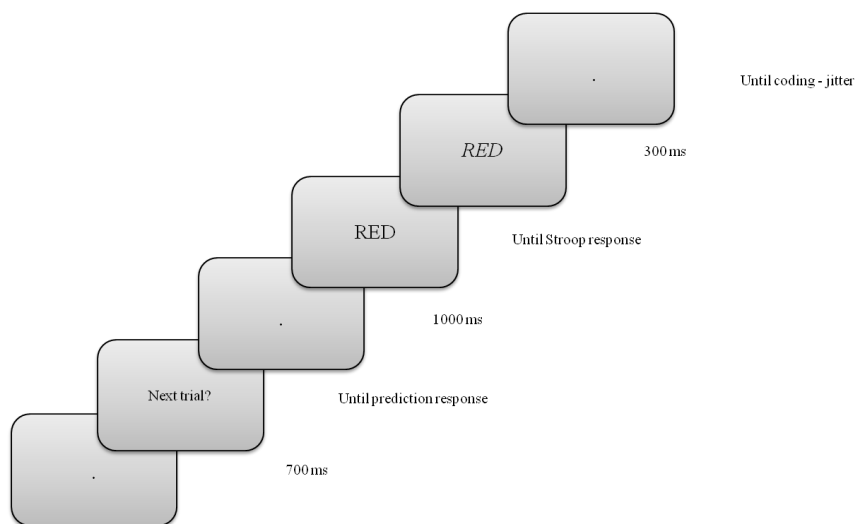 Until coding - jitter
RED
300 ms
RED
Until Stroop response
1000 ms
Next trial?
Until prediction response
700 ms